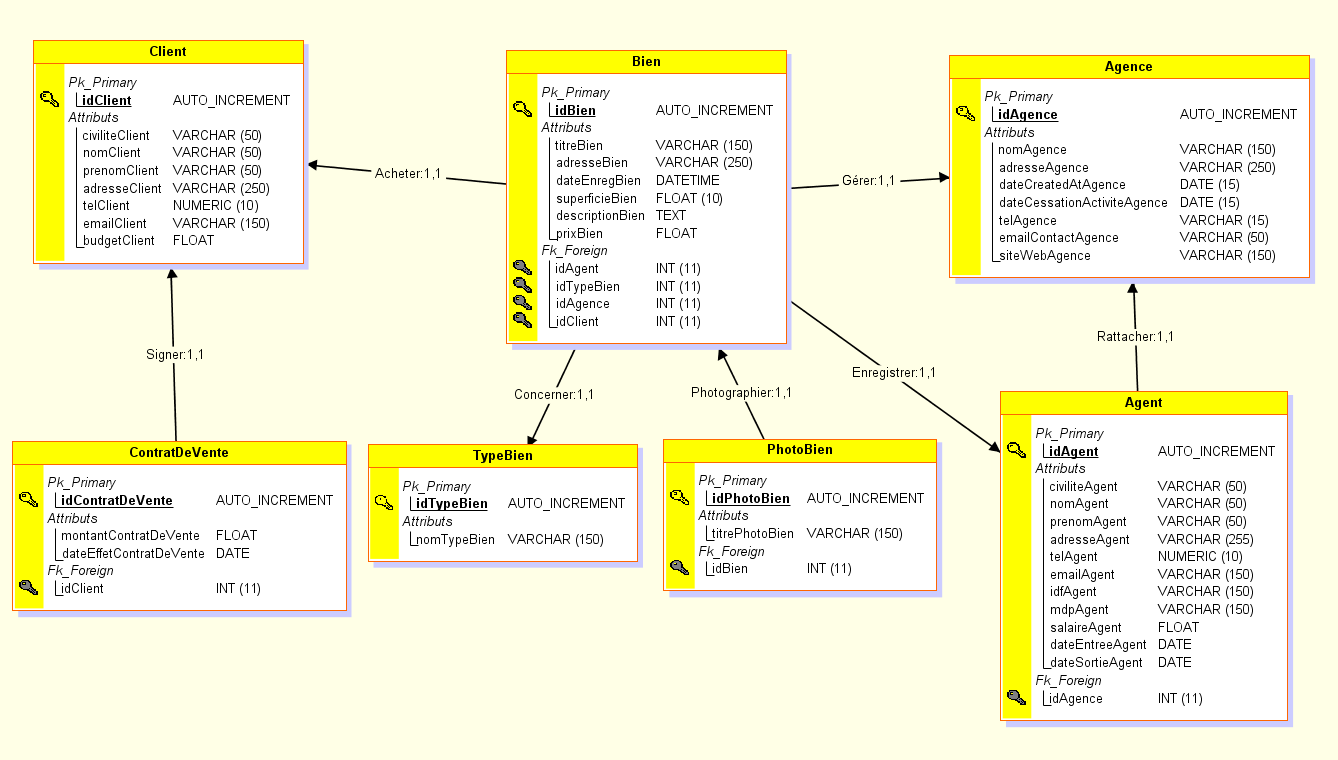 Client
Pk_Primary
idClient AUTO_INCREMENT
Attributs
civiliteClient VARCHAR (50)
nomClient VARCHAR (50)
prenomClient VARCHAR (50)
adresseClient VARCHAR (250)
telClient NUMERIC (10)
emailClient VARCHAR (150)
budgetClient FLOAT
Acheter:1,1
Bien
Pk_Primary
idBien AUTO_INCREMENT
Attributs
titreBien VARCHAR (150)
adresseBien VARCHAR (250)
dateEnregBien DATETIME
superficieBien FLOAT (10)
descriptionBien TEXT
prixBien FLOAT
Fk_Foreign
idAgent INT (11)
idTypeBien INT (11)
idAgence INT (11)
idClient INT (11)
Gérer:1,1
Agence
Pk_Primary
idAgence AUTO_INCREMENT
Attributs
nomAgence VARCHAR (150)
adresseAgence VARCHAR (250)
dateCreatedAtAgence DATE (15)
dateCessationActiviteAgence DATE (15)
telAgence VARCHAR (15)
emailContactAgence VARCHAR (50)
siteWebAgence VARCHAR (150)
Signer:1,1
Concerner:1,1
Photographier:1,1
Enregistrer:1,1
Rattacher:1,1
ContratDeVente
Pk_Primary
idContratDeVente AUTO_INCREMENT
Attributs
montantContratDeVente FLOAT
dateEffetContratDeVente DATE
Fk_Foreign
idClient INT (11)
TypeBien
Pk_Primary
idTypeBien AUTO_INCREMENT
Attributs
nomTypeBien VARCHAR (150)
PhotoBien
Pk_Primary
idPhotoBien AUTO_INCREMENT
Attributs
titrePhotoBien VARCHAR (150)
Fk_Foreign
idBien INT (11)
Agent
Pk_Primary
idAgent AUTO_INCREMENT
Attributs
civiliteAgent VARCHAR (50)
nomAgent VARCHAR (50)
prenomAgent VARCHAR (50)
adresseAgent VARCHAR (255)
telAgent NUMERIC (10)
emailAgent VARCHAR (150)
idfAgent VARCHAR (150)
mdpAgent VARCHAR (150)
salaireAgent FLOAT
dateEntreeAgent DATE
dateSortieAgent DATE
Fk_Foreign
idAgence INT (11)